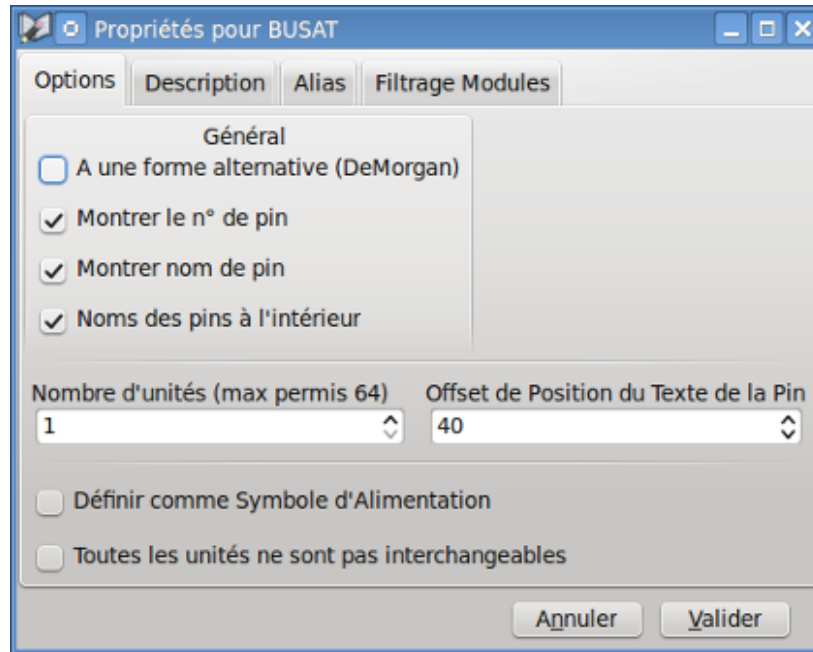 Propriétés pour BUSAT
Options Description Alias Filtrage Modules
Général
A une forme alternative (DeMorgan)
Montrer le n° de pin
Montrer nom de pin
Noms des pins à l'intérieur
Nombre d'unités (max permis 64) Offset de Position du Texte de la Pin
1 40
Définir comme Symbole d'Alimentation
Toutes les unités ne sont pas interchangeables
Annuler Valider